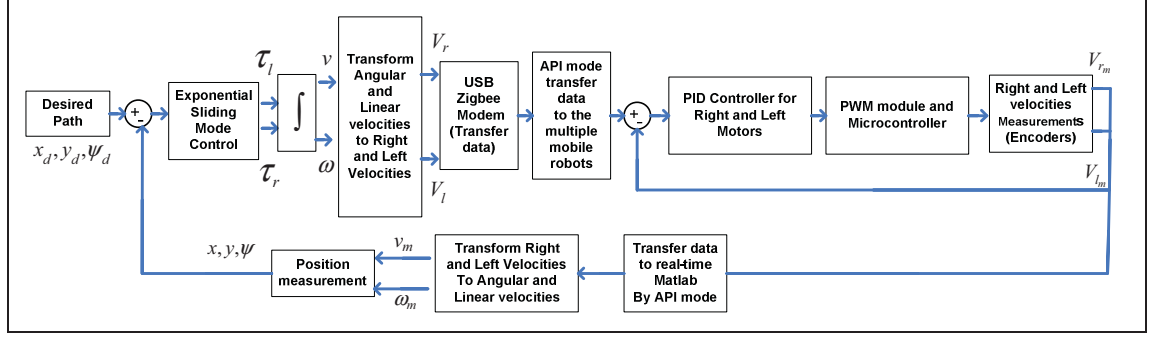 Desired
Path
x_d, y_d, ψ_d
+
-
Exponential
Sliding
Mode
Control
τ_l
τ_r
∫
v
ω
Transform
Angular
and
Linear
velocities
to Right
and Left
Velocities
V_r
V_l
USB
Zigbee
Modem
(Transfer
data)
API mode
transfer
data
to the
multiple
mobile
robots
+
-
PID Controller for
Right and Left
Motors
PWM module and
Microcontroller
Right and Left
velocities
Measurements
(Encoders)
V_{r_m}
V_{l_m}
x, y, ψ
Position
measurement
v_m
ω_m
Transform Right
and Left Velocities
To Angular and
Linear velocities
Transfer data
to real-time
Matlab
By API mode